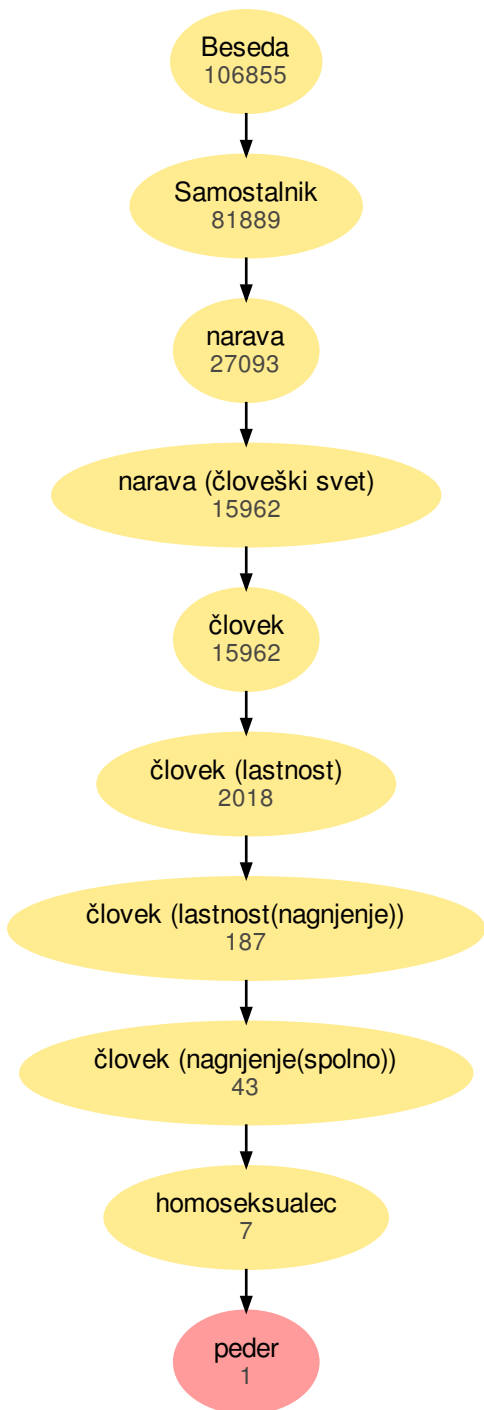 Beseda
106855
Samostalnik
81889
narava
27093
narava (človeški svet)
15962
človek
15962
človek (lastnost)
2018
človek (lastnost(nagnjenje))
187
človek (nagnjenje(spolno))
43
homoseksualec
7
peder
1